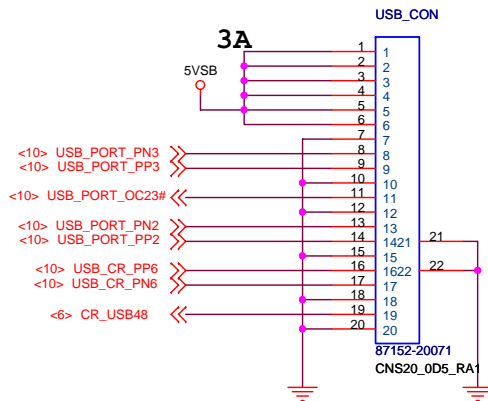 USB_CON
3A
5VSB
1 1
2 2
3 3
4 4
5 5
6 6
7 7
<10> USB_PORT_PN3 8 8
<10> USB_PORT_PP3 9 9
10 10
<10> USB_PORT_OC23# 11 11
12 12
<10> USB_PORT_PN2 13 13
<10> USB_PORT_PP2 14 1421 21
15 15
<10> USB_CR_PP6 16 1622 22
<10> USB_CR_PN6 17 17
18 18
<6> CR_USB48 19 19
20 20
87152-20071
CNS20_0D5_RA1